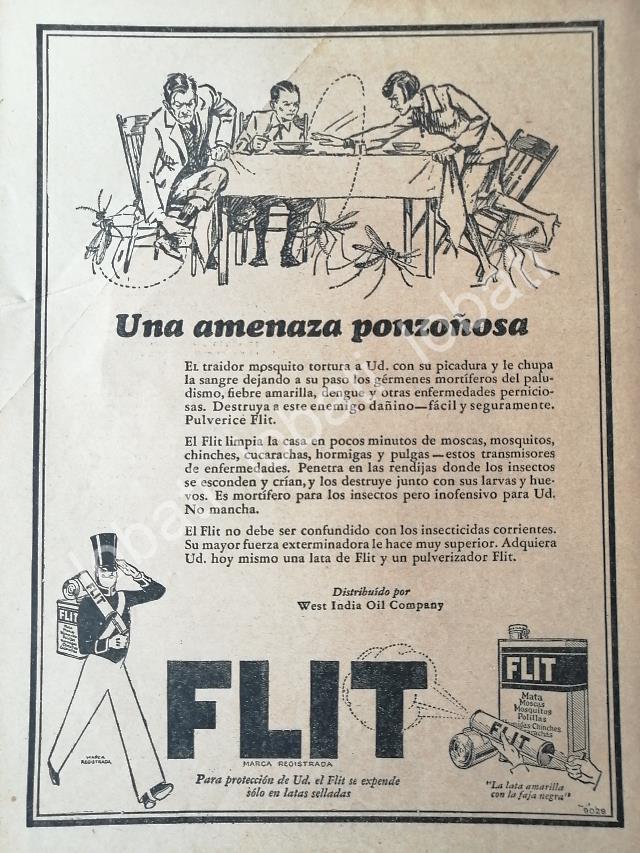 Una amenaza ponzoñosa
El traidor mosquito tortura a Ud. con su picadura y le chupa
la sangre dejando a su paso los gérmenes mortíferos del palu-
dismo, fiebre amarilla, dengue y otras enfermedades pernicio-
sas. Destruya a este enemigo dañino—fácil y seguramente.
Pulverice Flit.
El Flit limpia la casa en pocos minutos de moscas, mosquitos,
chinches, cucarachas, hormigas y pulgas—estos transmisores
de enfermedades. Penetra en las rendijas donde los insectos
se esconden y crían, y los destruye junto con sus larvas y hue-
vos. Es mortífero para los insectos pero inofensivo para Ud.
No mancha.
El Flit no debe ser confundido con los insecticidas corrientes.
Su mayor fuerza exterminadora le hace muy superior. Adquiera
Ud. hoy mismo una lata de Flit y un pulverizador Flit.
Distribuído por
West India Oil Company
FLIT
FLIT
MARCA
REGISTRADA
FLIT
MARCA REGISTRADA
Para protección de Ud. el Flit se expende
sólo en latas selladas
FLIT
Mata
Moscas
Mosquitos
Polillas
Chinches
FLIT
"La lata amarilla
con la faja negra"
9028
lobafi lobafi lobafi lobafi